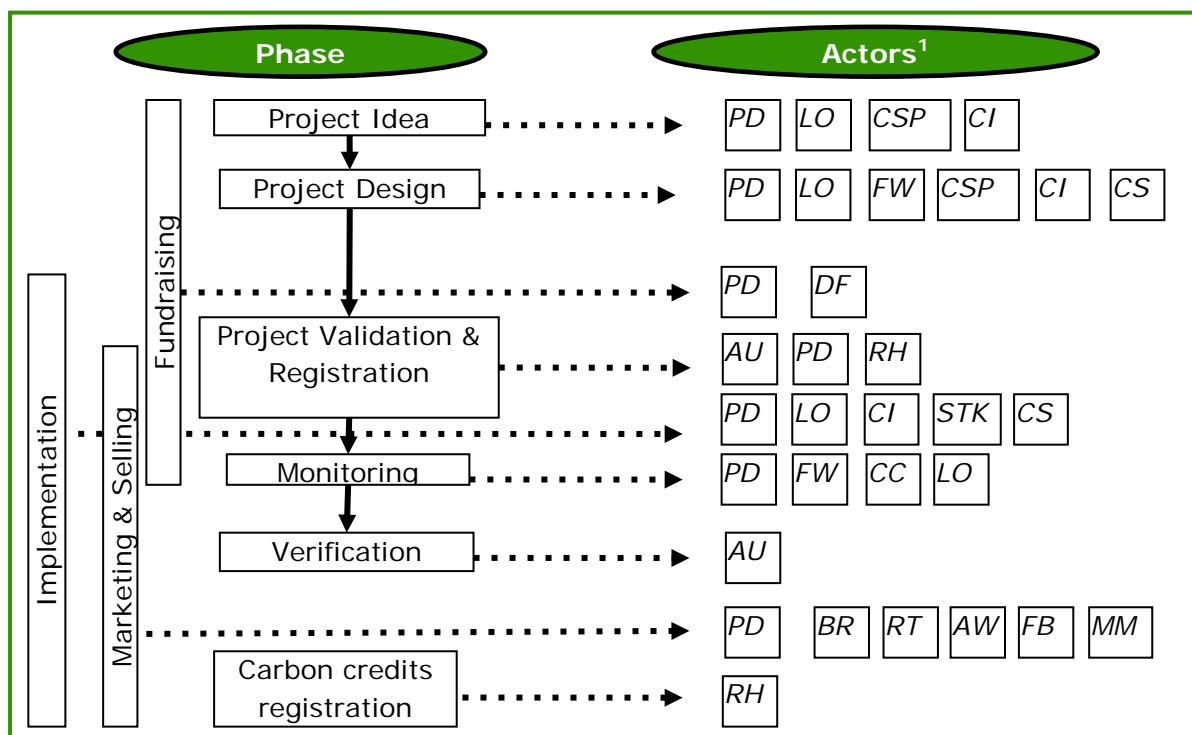 Phase Actors1
Project Idea PD LO CSP CI
Project Design PD LO FW CSP CI CS
Fundraising PD DF
Project Validation &
Registration
AU PD RH
Implementation PD LO CI STK CS
Monitoring PD FW CC LO
Verification AU
Marketing & Selling PD BR RT AW FB MM
Carbon credits
registration
RH